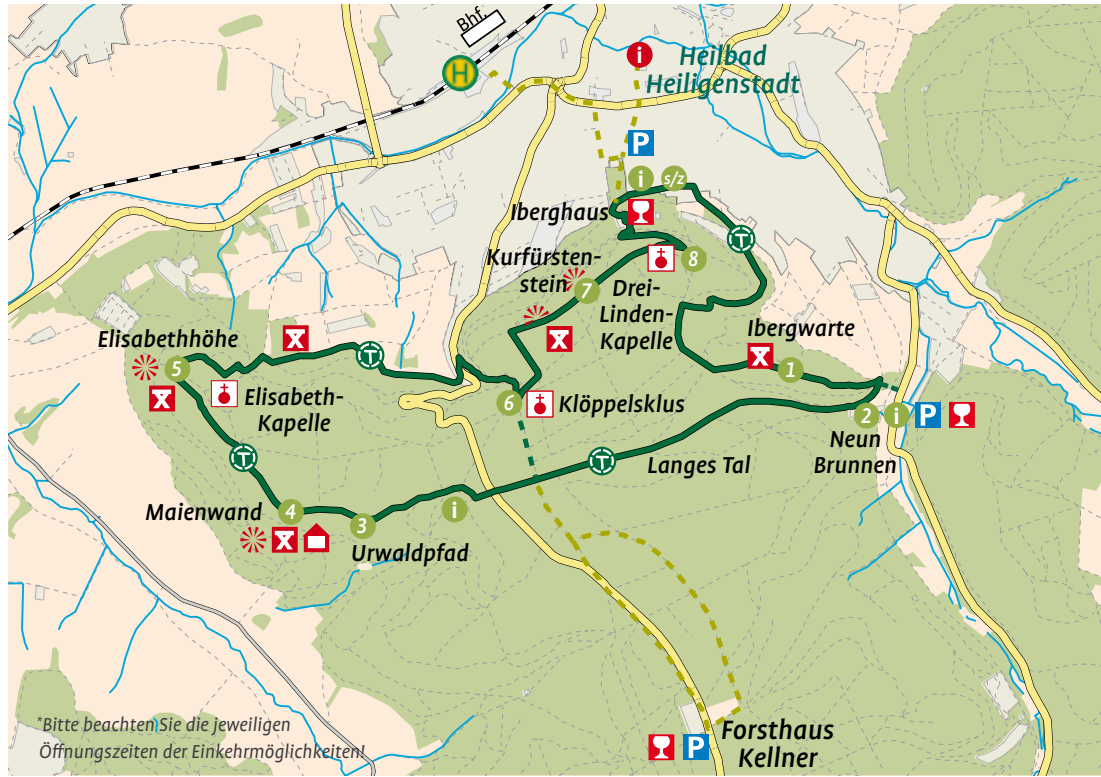 Bhf.
H
i
Heilbad
Heiligenstadt
P
i
s/z
Iberghaus
T
Kurfürsten-
stein
8
7
Drei-
Linden-
Kapelle
Ibergwarte
1
Elisabethhöhe
5
T
Elisabeth-
Kapelle
6
Klöppelsklus
2
i
P
Neun
Brunnen
T
T
Langes Tal
Maienwand
4
3
i
Urwaldpfad
Forsthaus
Kellner
P
*Bitte beachten Sie die jeweiligen
Öffnungszeiten der Einkehrmöglichkeiten!